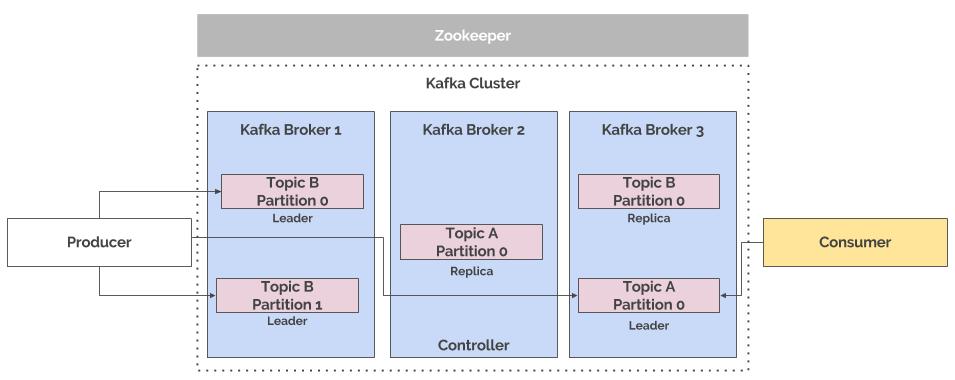 Zookeeper
Kafka Cluster
Kafka Broker 1
Kafka Broker 2
Kafka Broker 3
Topic B
Partition 0
Leader
Topic B
Partition 0
Replica
Producer
Topic A
Partition 0
Replica
Consumer
Topic B
Partition 1
Leader
Topic A
Partition 0
Leader
Controller